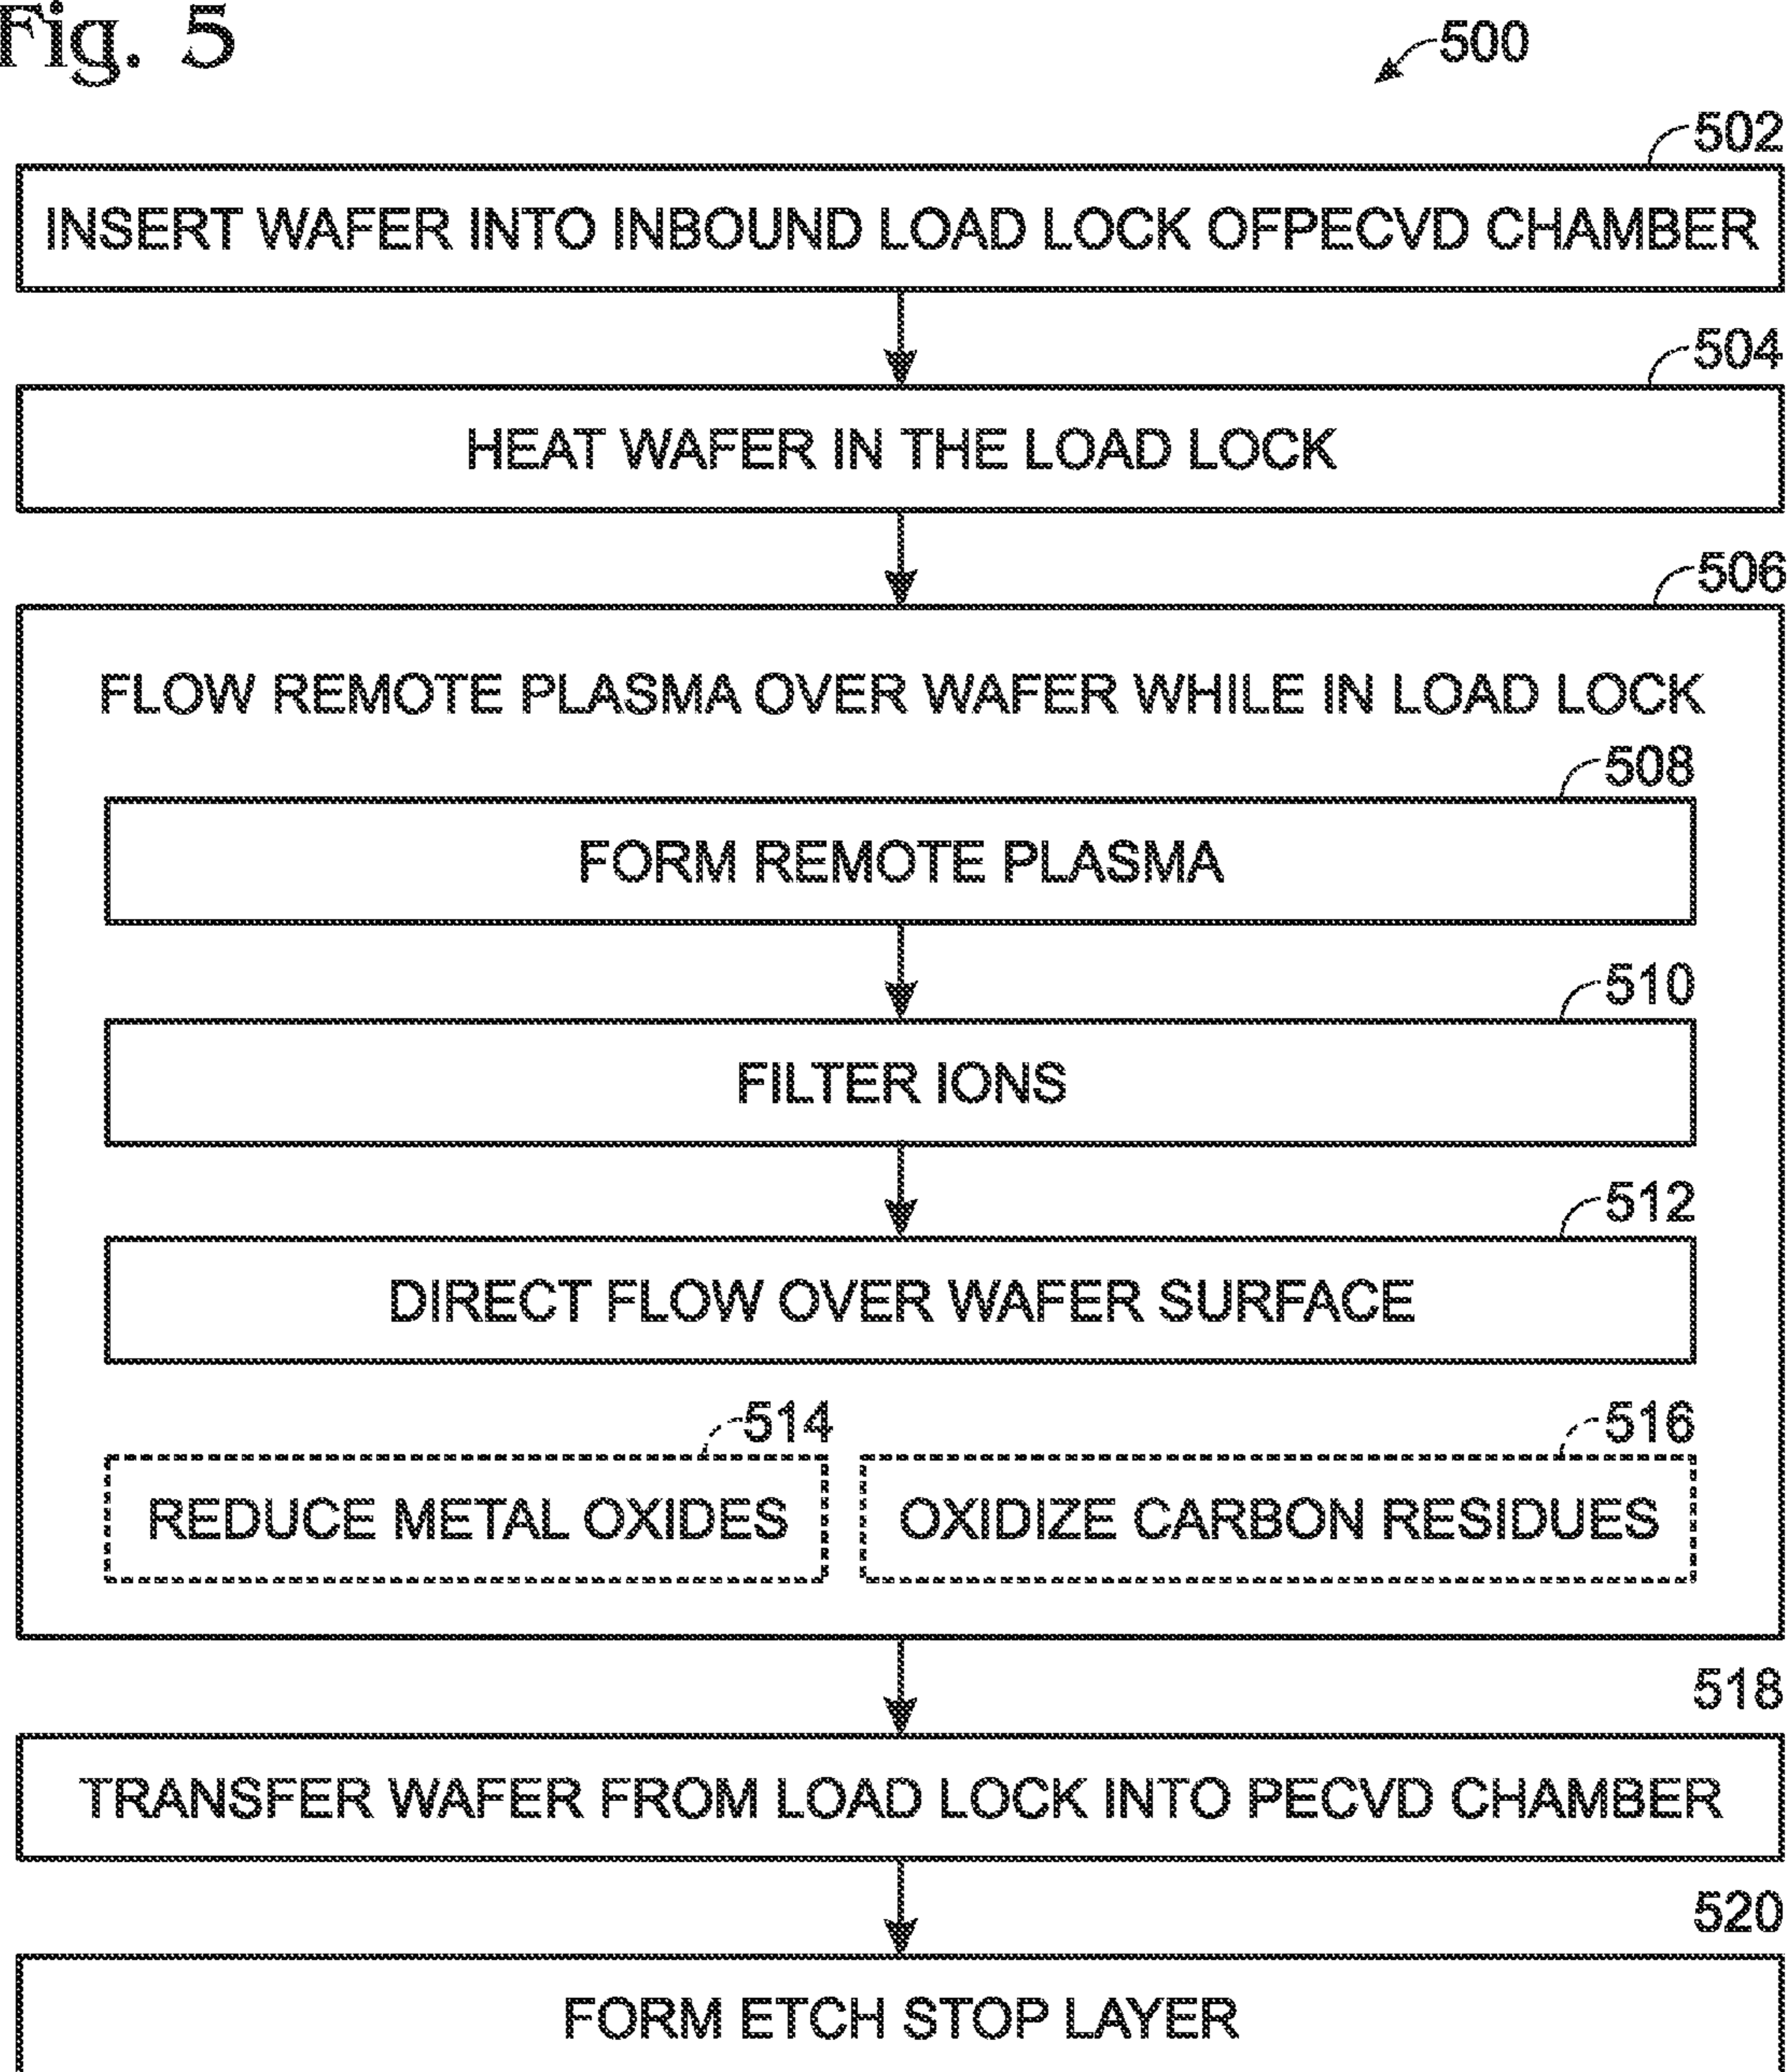 Fig. 5
500
502
INSERT WAFER INTO INBOUND LOAD LOCK OFPECVD CHAMBER
504
HEAT WAFER IN THE LOAD LOCK
506
FLOW REMOTE PLASMA OVER WAFER WHILE IN LOAD LOCK
508
FORM REMOTE PLASMA
510
FILTER IONS
512
DIRECT FLOW OVER WAFER SURFACE
514
REDUCE METAL OXIDES
516
OXIDIZE CARBON RESIDUES
518
TRANSFER WAFER FROM LOAD LOCK INTO PECVD CHAMBER
520
FORM ETCH STOP LAYER